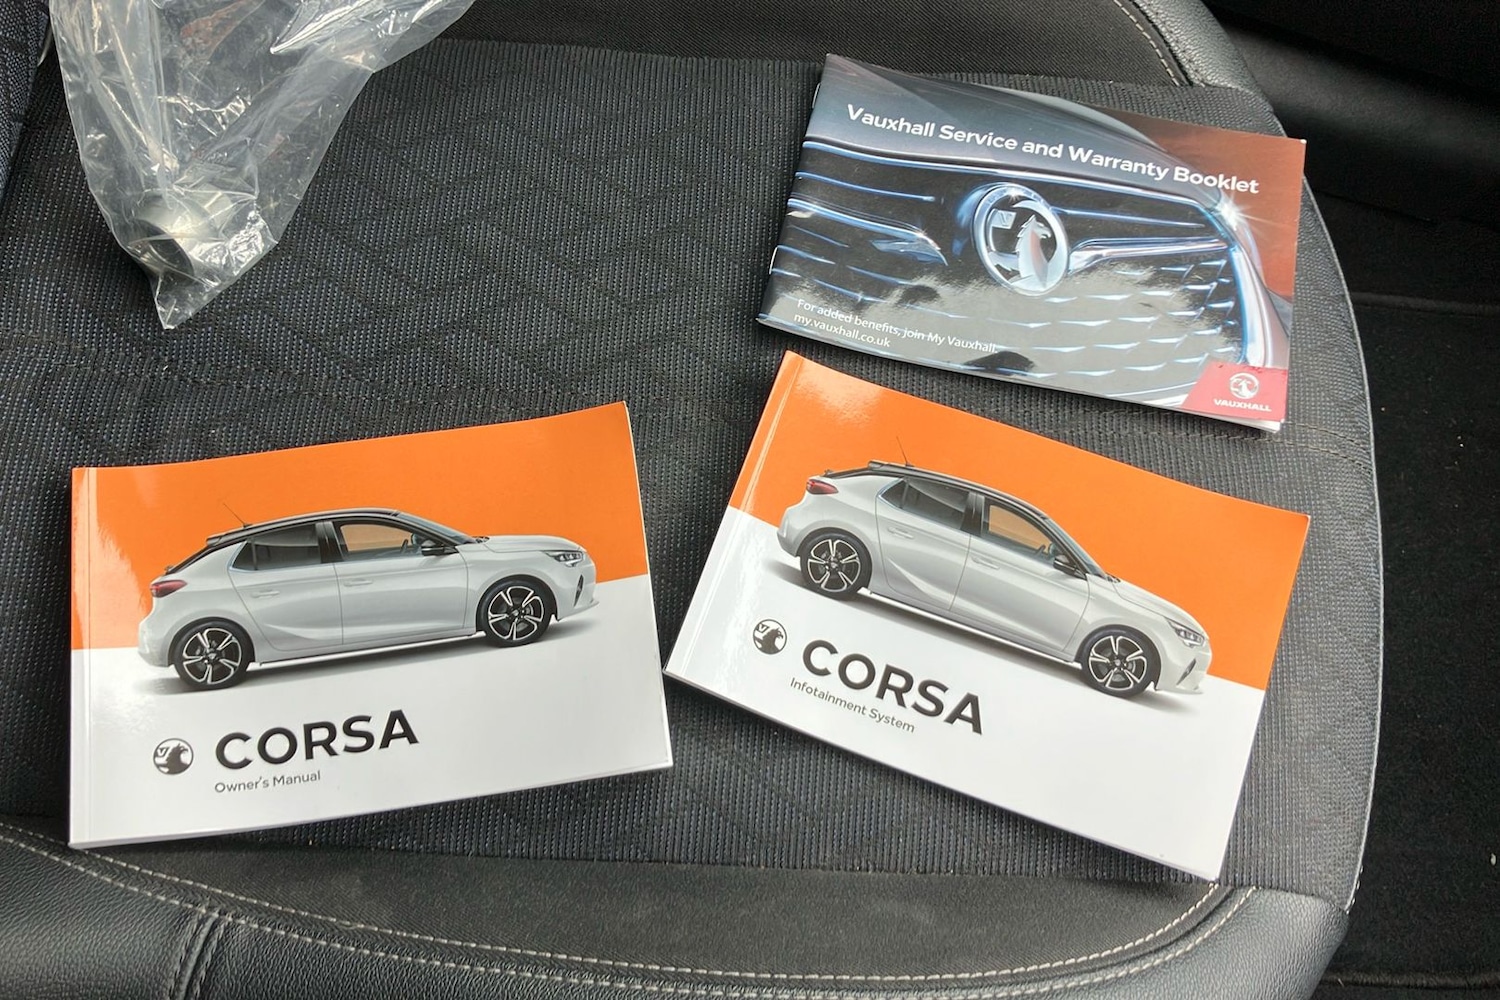 Vauxhall Service and Warranty Booklet
For added benefits, join My Vauxhall
my.vauxhall.co.uk
VAUXHALL
CORSA
Owner's Manual
CORSA
Infotainment System